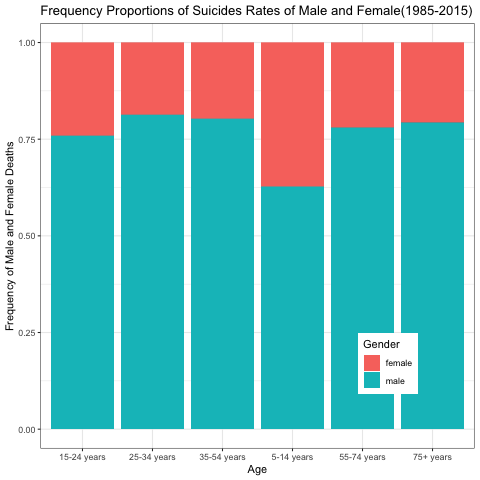 Frequency Proportions of Suicides Rates of Male and Female(1985-2015)
Frequency of Male and Female Deaths
1.00
0.75
0.50
0.25
0.00
Gender
female
male
15-24 years 25-34 years 35-54 years 5-14 years 55-74 years 75+ years
Age